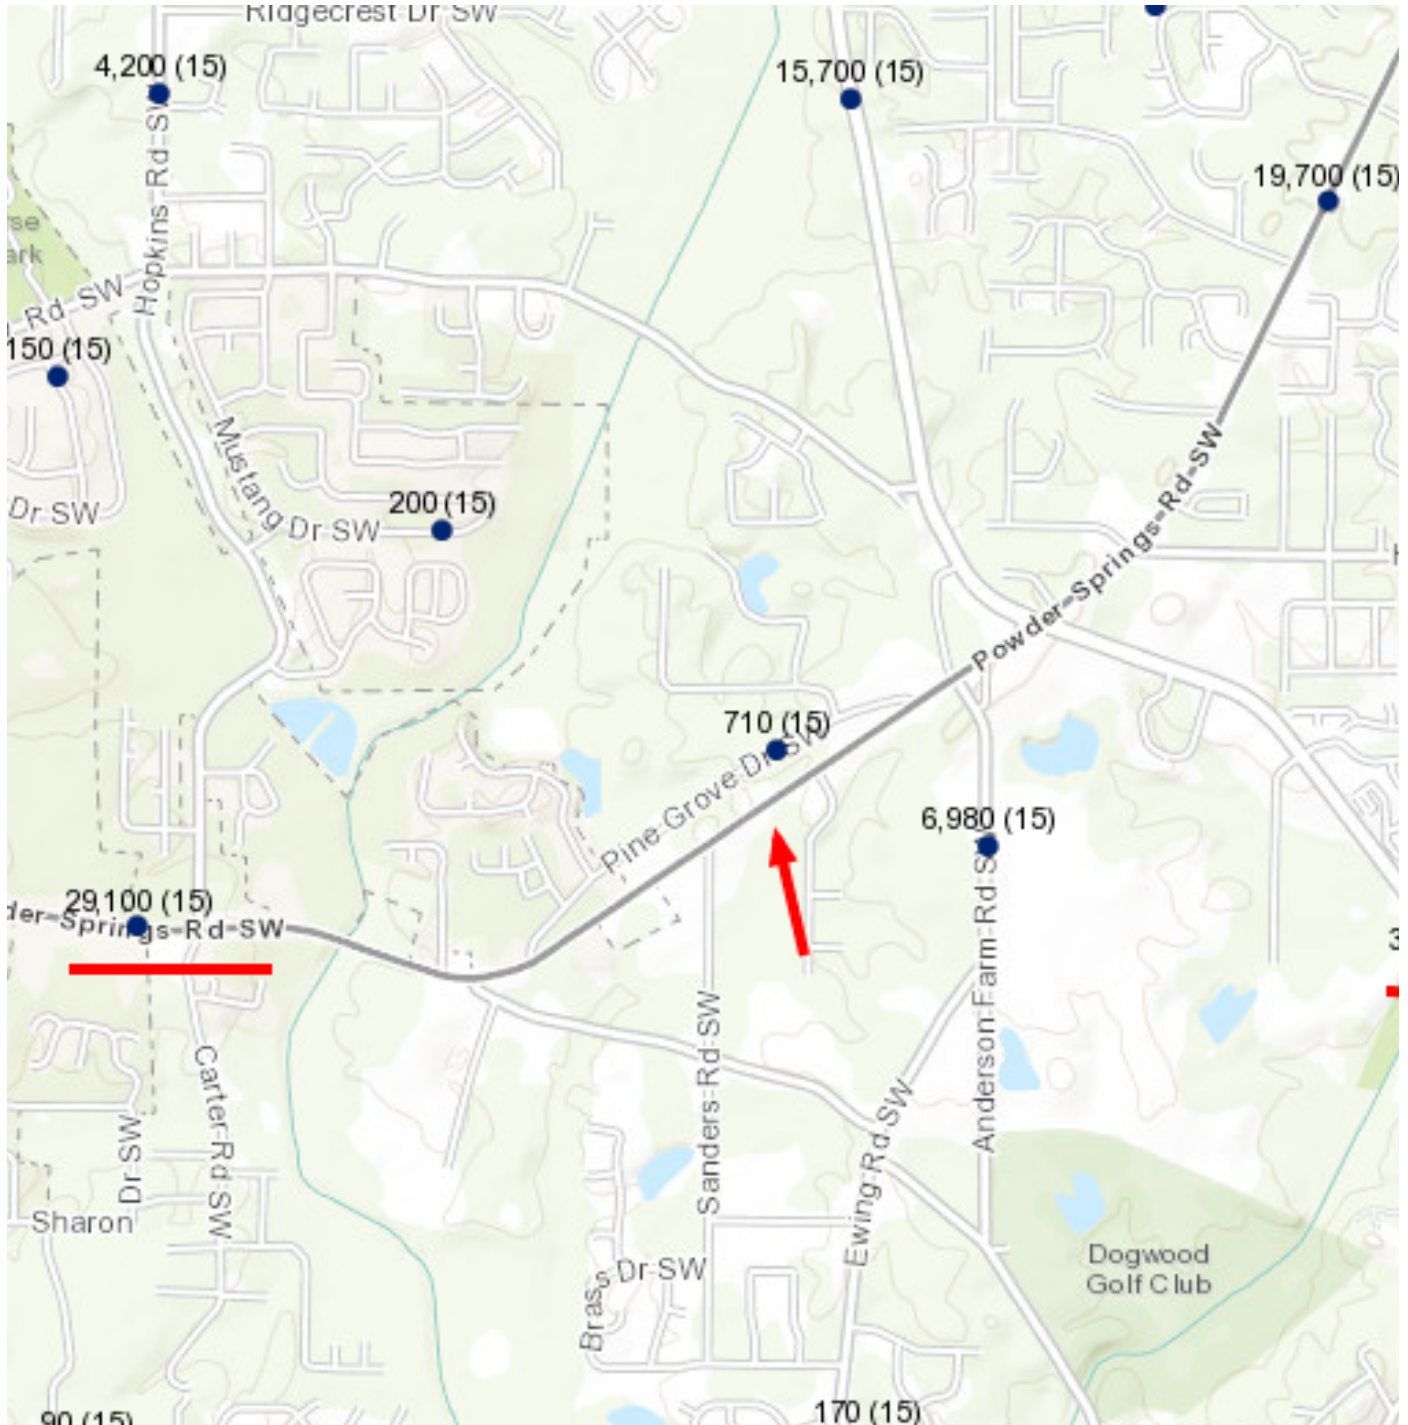 Ridgecrest Dr SW
4,200 (15)
15,700 (15)
19,700 (15)
Hopkins Rd SW
Rd SW
150 (15)
Mustang Dr SW
200 (15)
Dr SW
Powder Springs Rd SW
710 (15)
Pine Grove Dr SW
6,980 (15)
29,100 (15)
der Springs Rd SW
Anderson Farm Rd S
Sanders Rd SW
Carter Rd SW
Dr SW
Ewing Rd SW
Sharon
Dogwood
Golf Club
Brass Dr SW
170 (15)
90 (15)